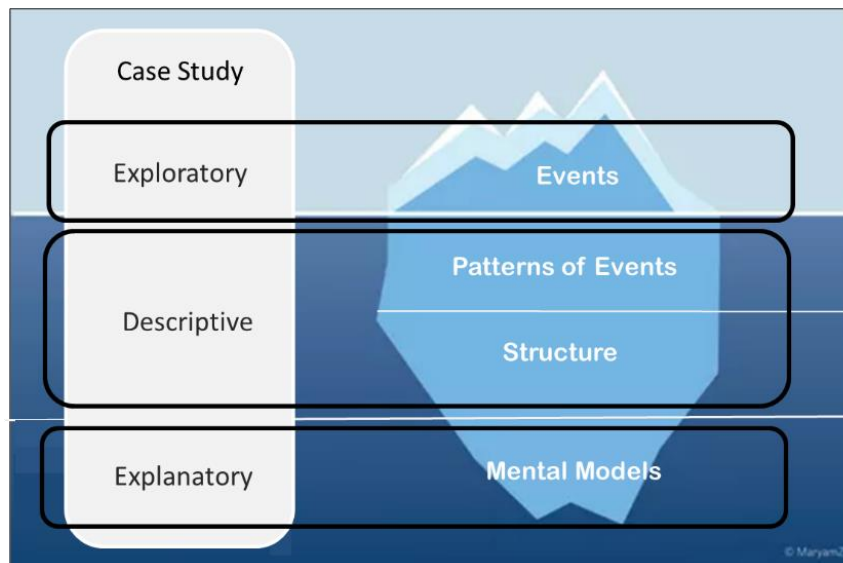 Case Study
Exploratory
Events
Patterns of Events
Descriptive
Structure
Explanatory
Mental Models